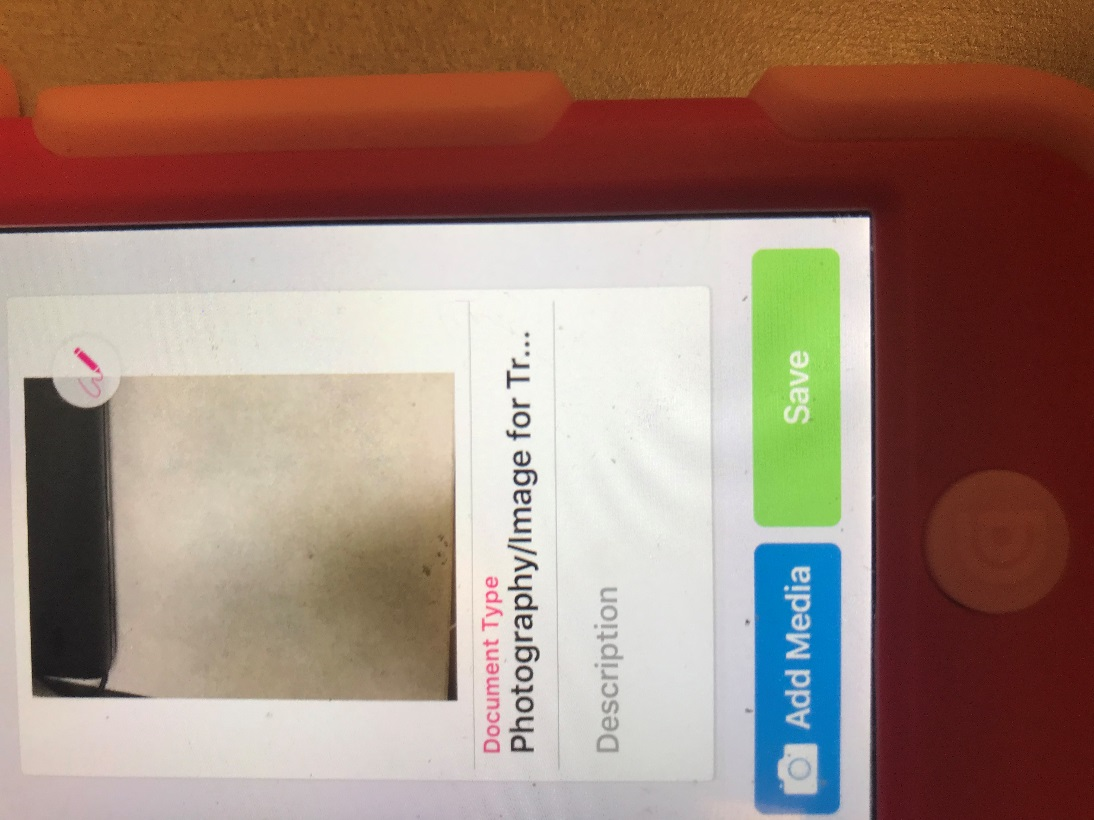 Document Type
Photography/Image for Tr...
Description
Add Media
Save